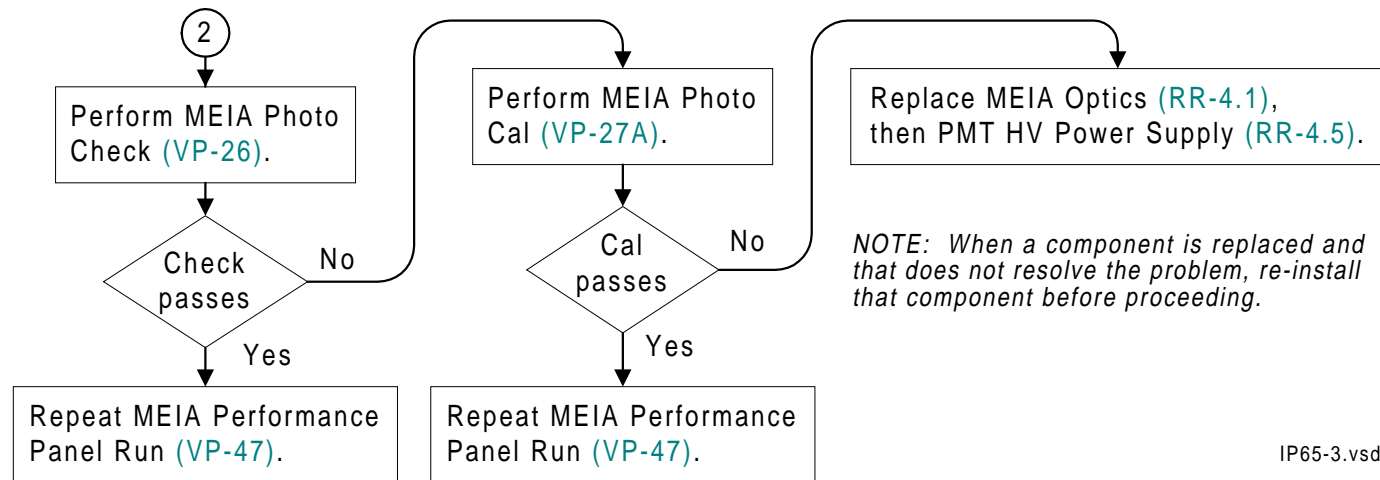 2
Perform MEIA Photo
Check (VP-26).
Check
passes
No
Yes
Repeat MEIA Performance
Panel Run (VP-47).
Perform MEIA Photo
Cal (VP-27A).
Cal
passes
No
Yes
Repeat MEIA Performance
Panel Run (VP-47).
Replace MEIA Optics (RR-4.1),
then PMT HV Power Supply (RR-4.5).
NOTE: When a component is replaced and
that does not resolve the problem, re-install
that component before proceeding.
IP65-3.vsd